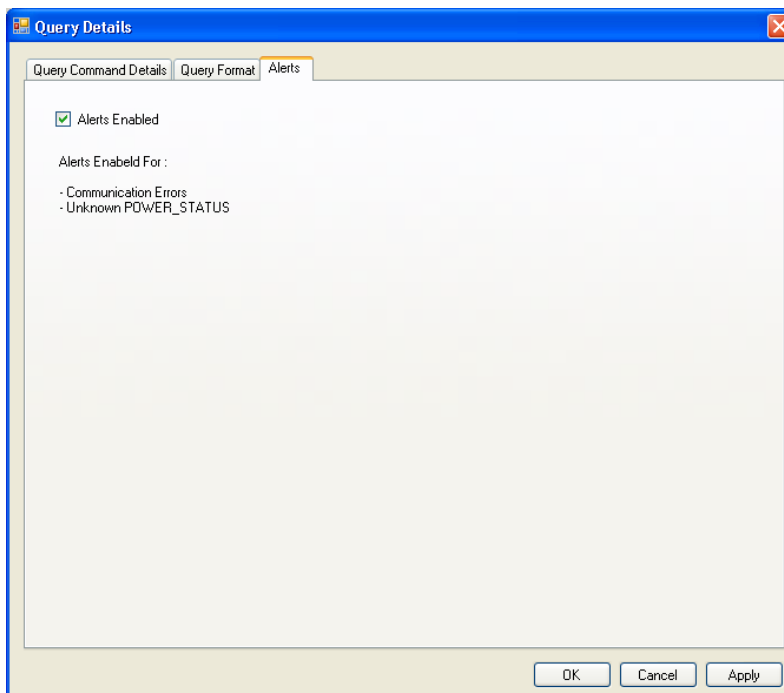 Query Details
Query Command Details Query Format Alerts
Alerts Enabled
Alerts Enabeld For :
- Communication Errors
- Unknown POWER_STATUS
OK Cancel Apply